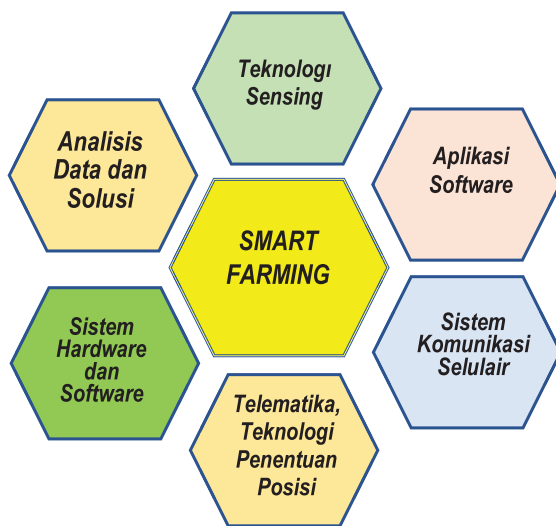 Teknologı
Sensing
Analisis
Data dan
Solusi
Aplikasi
Software
SMART
FARMING
Sistem
Hardware
dan
Software
Sistem
Komunikasi
Selulair
Telematika,
Teknologi
Penentuan
Posisi